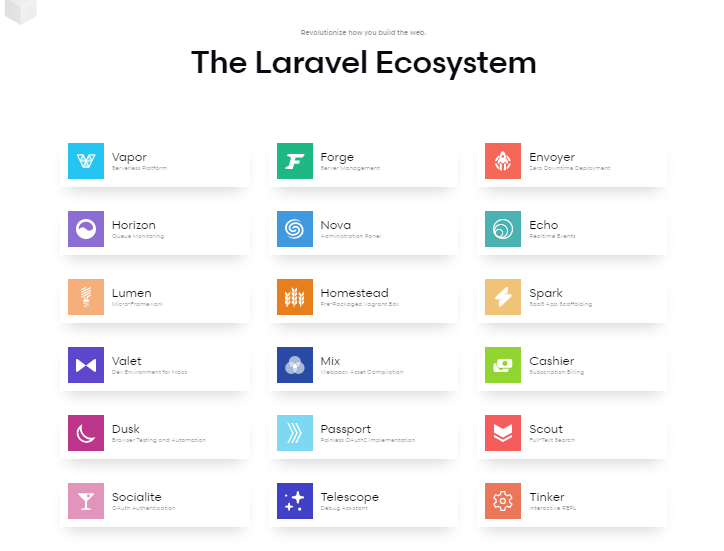 Revolutionize how you build the web.
The Laravel Ecosystem
Vapor
Serverless Platform
Forge
Server Management
Envoyer
Zero Downtime Deployment
Horizon
Queue Monitoring
Nova
Administration Panel
Echo
Realtime Events
Lumen
Micro-Framework
Homestead
Pre-Packaged Vagrant Box
Spark
SaaS App Scaffolding
Valet
Dev Environment for Macs
Mix
Webpack Asset Compilation
Cashier
Subscription Billing
Dusk
Browser Testing and Automation
Passport
Painless OAuth2 Implementation
Scout
Full-Text Search
Socialite
OAuth Authentication
Telescope
Debug Assistant
Tinker
Interactive REPL